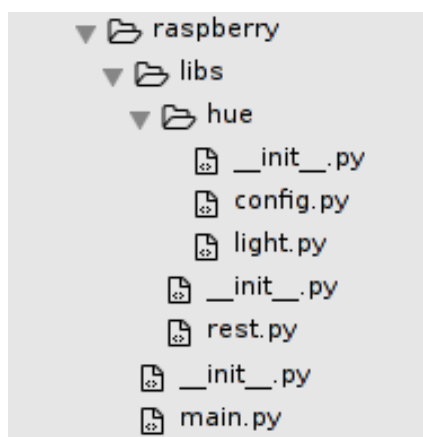 raspberry
libs
hue
__init__.py
config.py
light.py
__init__.py
rest.py
__init__.py
main.py